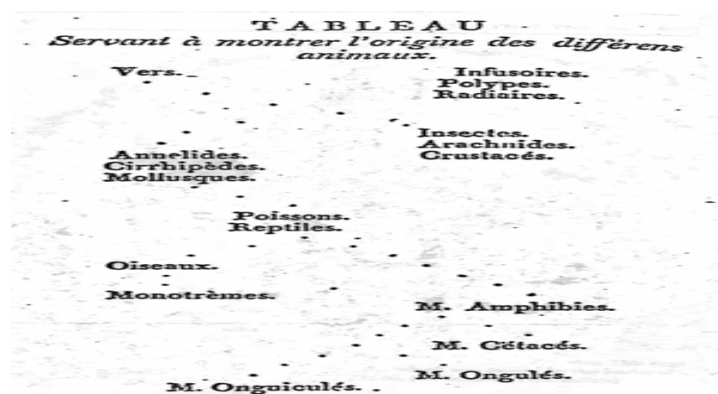 TABLEAU
Servant à montrer l'origine des différens
animaux.
Vers.
Infusoires.
Polypes.
Radiaires.
Insectes.
Arachnides.
Crustacés.
Annelides.
Cirrhipèdes.
Mollusques.
Poissons.
Reptiles.
Oiseaux.
Monotrèmes.
M. Amphibies.
M. Cétacés.
M. Ongulés.
M. Onguiculés.